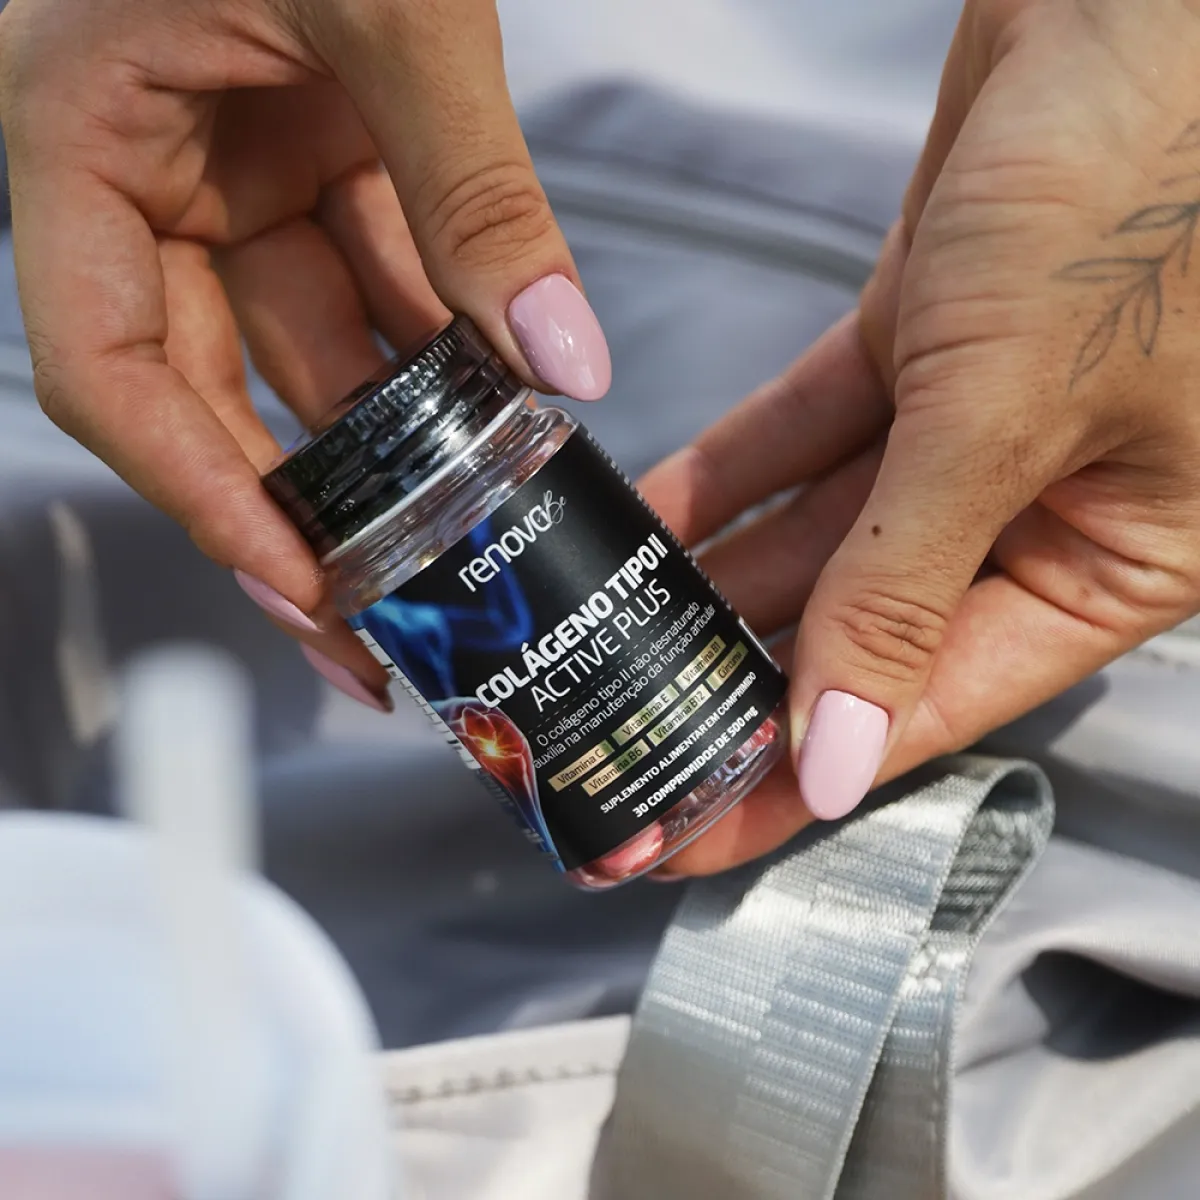 renova Be
COLÁGENO TIPO II
ACTIVE PLUS
O colágeno tipo II não desnaturado
auxilia na manutenção da função articular
Vitamina C Vitamina E Vitamina B1
Vitamina B6 Vitamina B12 Cúrcuma
SUPLEMENTO ALIMENTAR EM COMPRIMIDO
30 COMPRIMIDOS DE 500 mg